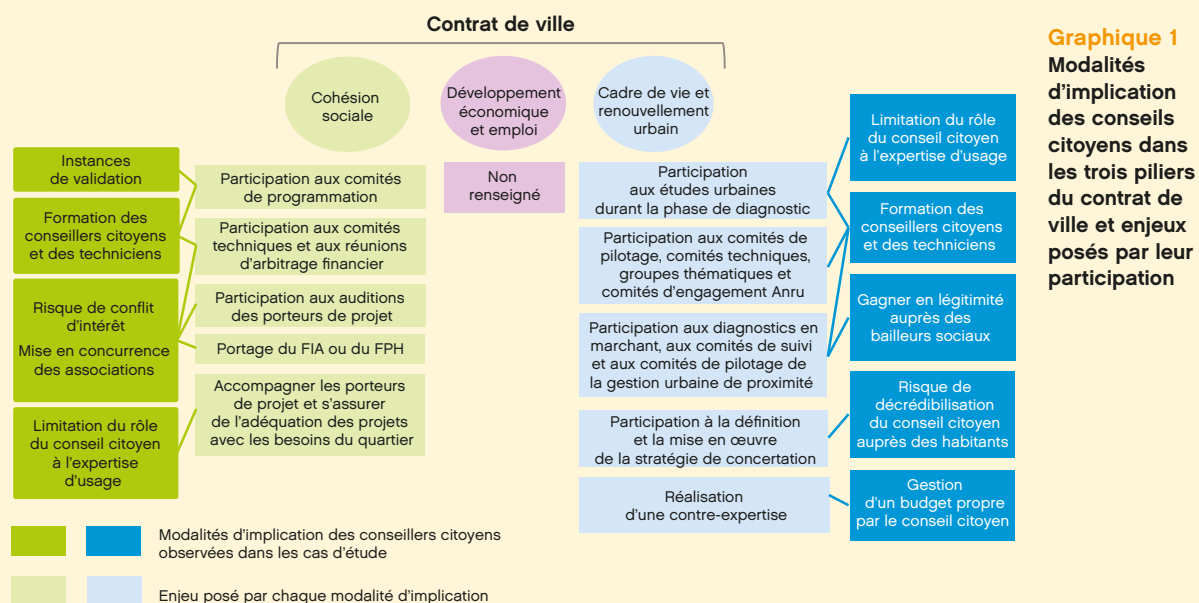 Contrat de ville
Graphique 1
Modalités
d'implication
des conseils
citoyens dans
les trois piliers
du contrat de
ville et enjeux
posés par leur
participation
Cohésion
sociale
Développement
économique
et emploi
Cadre de vie et
renouvellement
urbain
Instances
de validation
Formation des
conseillers citoyens
et des techniciens
Risque de conflit
d'intérêt
Mise en concurrence
des associations
Limitation du rôle
du conseil citoyen
à l'expertise
d'usage
Participation aux comités
de programmation
Participation aux comités
techniques et aux réunions
d'arbitrage financier
Participation aux auditions
des porteurs de projet
Portage du FIA ou du FPH
Accompagner les porteurs
de projet et s'assurer
de l'adéquation des projets
avec les besoins du quartier
Non
renseigné
Participation
aux études urbaines
durant la phase de diagnostic
Participation aux comités de
pilotage, comités techniques,
groupes thématiques et
comités d'engagement Anru
Participation aux diagnostics en
marchant, aux comités de suivi
et aux comités de pilotage de
la gestion urbaine de proximité
Participation à la définition
et la mise en œuvre
de la stratégie de concertation
Réalisation
d'une contre-expertise
Limitation du rôle
du conseil citoyen
à l'expertise d'usage
Formation des
conseillers citoyens
et des techniciens
Gagner en légitimité
auprès des
bailleurs sociaux
Risque de
décrédibilisation
du conseil citoyen
auprès des habitants
Gestion
d'un budget propre
par le conseil citoyen
Modalités d'implication des conseillers citoyens
observées dans les cas d'étude
Enjeu posé par chaque modalité d'implication